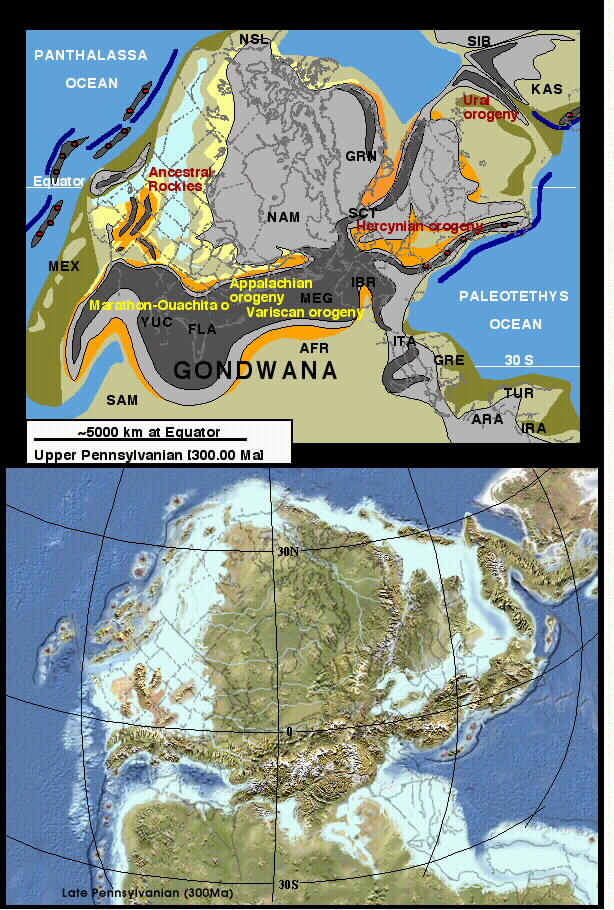 NSL
SIB
PANTHALASSA
OCEAN
KAS
Ural
orogeny
GRN
Ancestral
Rockies
Equator
SCT
NAM
Hercynian orogeny
MEX
Appalachian
orogeny
IBR
Marathon-Ouachita o
MEG
PALEOTETHYS
OCEAN
Variscan orogeny
YUC
FLA
ITA
AFR
GRE
30 S
GONDWANA
SAM
TUR
ARA
IRA
~5000 km at Equator
Upper Pennsylvanian [300.00 Ma]
30N
0
30S
Late Pennsylvanian (300Ma)